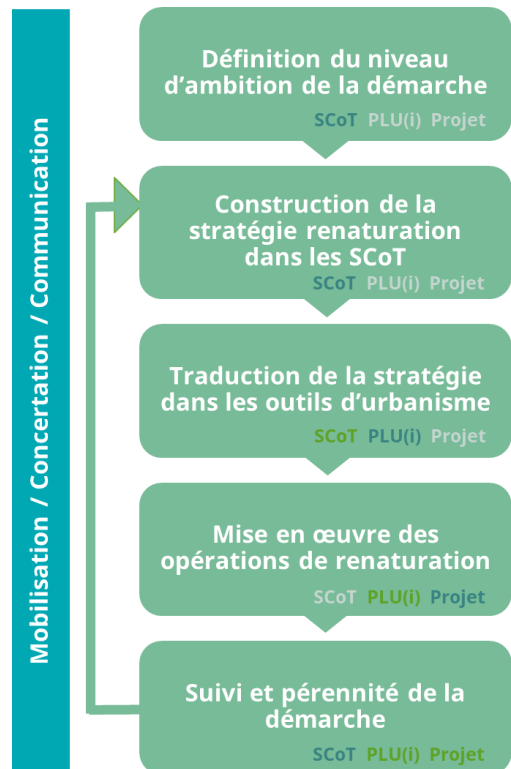 Mobilisation / Concertation / Communication
Définition du niveau
d’ambition de la démarche
SCoT PLU(i) Projet
Construction de la
stratégie renaturation
dans les SCoT
SCoT PLU(i) Projet
Traduction de la stratégie
dans les outils d’urbanisme
SCoT PLU(i) Projet
Mise en œuvre des
opérations de renaturation
SCoT PLU(i) Projet
Suivi et pérennité de la
démarche
SCoT PLU(i) Projet